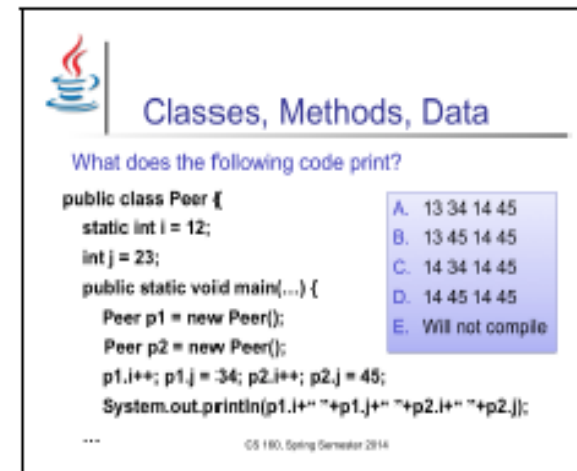 Classes, Methods, Data
What does the following code print?
public class Peer {
static int i = 12;
int j = 23;
public static void main(...) {
Peer p1 = new Peer();
Peer p2 = new Peer();
p1.i++; p1.j = 34; p2.i++; p2.j = 45;
System.out.println(p1.i+" "+p1.j+" "+p2.i+" "+p2.j);
...
A. 13 34 14 45
B. 13 45 14 45
C. 14 34 14 45
D. 14 45 14 45
E. Will not compile
CS 160, Spring Semester 2014